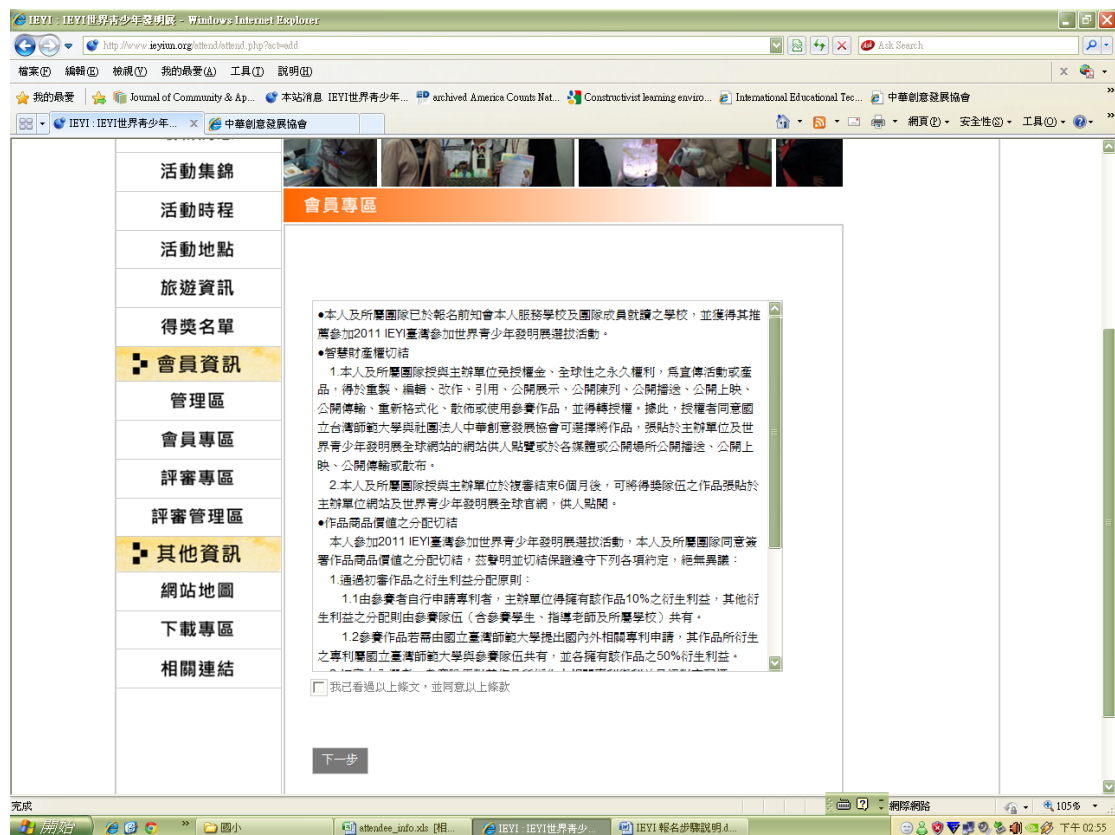 IEYI : IEYI世界青少年發明展 - Windows Internet Explorer
http://www.ieyiun.org/attend/attend.php?act=add
Ask Search
檔案(F) 編輯(E) 檢視(V) 我的最愛(A) 工具(T) 說明(H)
我的最愛 Journal of Community & Ap... 本站消息 IEYI世界青少年... archived America Counts Nat... Constructivist learning enviro... International Educational Tec... 中華創意發展協會
IEYI : IEYI世界青少年... 中華創意發展協會 網頁(P) 安全性(S) 工具(O)
活動集錦
活動時程
活動地點
旅遊資訊
得獎名單
會員資訊
管理區
會員專區
評審專區
評審管理區
其他資訊
網站地圖
下載專區
相關連結
會員專區
●本人及所屬團隊已於報名前知會本人服務學校及團隊成員就讀之學校，並獲得其推
薦參加2011 IEYI臺灣參加世界青少年發明展選拔活動。
●智慧財產權切結
1.本人及所屬團隊授與主辦單位免授權金、全球性之永久權利，為宣傳活動或產
品，得於重製、編輯、改作、引用、公開展示、公開陳列、公開播送、公開上映、
公開傳輸、重新格式化、散佈或使用參賽作品，並得轉授權。據此，授權者同意國
立台灣師範大學與社團法人中華創意發展協會可選擇將作品，張貼於主辦單位及世
界青少年發明展全球網站的網站供人點覽或於各媒體或公開場所公開播送、公開上
映、公開傳輸或散布。
2.本人及所屬團隊授與主辦單位於複審結束6個月後，可將得獎隊伍之作品張貼於
主辦單位網站及世界青少年發明展全球官網，供人點閱。
●作品商品價值之分配切結
本人參加2011 IEYI臺灣參加世界青少年發明展選拔活動，本人及所屬團隊同意簽
署作品商品價值之分配切結，茲聲明並切結保證遵守下列各項約定，絕無異議：
1.通過初審作品之衍生利益分配原則：
1.1由參賽者自行申請專利者，主辦單位得擁有該作品10%之衍生利益，其他衍
生利益之分配則由參賽隊伍（含參賽學生、指導老師及所屬學校）共有。
1.2參賽作品若需由國立臺灣師範大學提出國內外相關專利申請，其作品所衍生
之專利屬國立臺灣師範大學與參賽隊伍共有，並各擁有該作品之50%衍生利益。
我已看過以上條文，並同意以上條款
下一步
完成 網際網路 105%
開始 國小 attendee_info.xls [相... IEYI : IEYI世界青少... IEYI 報名步驟說明.d... 下午 02:55